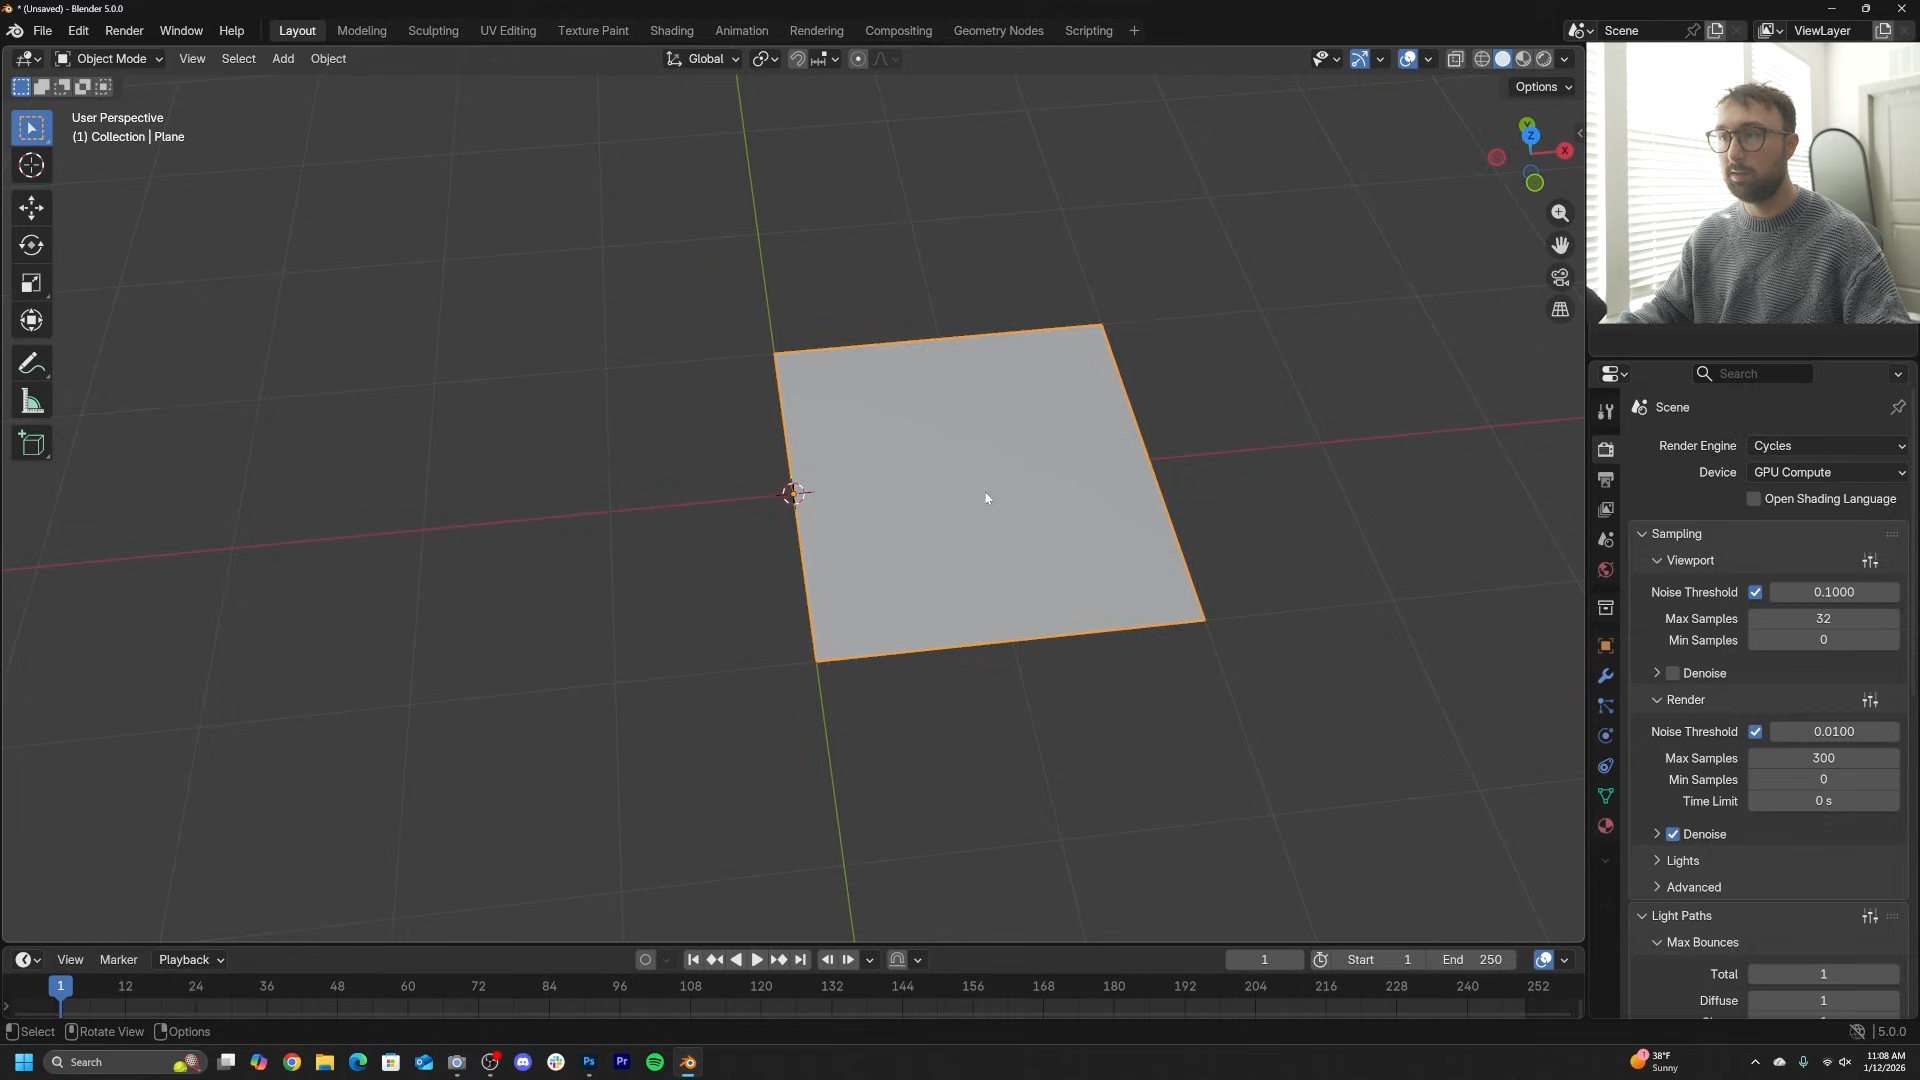 * (Unsaved) - Blender 5.0.0
File Edit Render Window Help Layout Modeling Sculpting UV Editing Texture Paint Shading Animation Rendering Compositing Geometry Nodes Scripting + Scene ViewLayer
Object Mode View Select Add Object Global
Options
User Perspective
(1) Collection | Plane
Y
Z
X
Search
Scene
Render Engine Cycles
Device GPU Compute
Open Shading Language
Sampling
Viewport
Noise Threshold 0.1000
Max Samples 32
Min Samples 0
Denoise
Render
Noise Threshold 0.0100
Max Samples 300
Min Samples 0
Time Limit 0 s
Denoise
Lights
Advanced
Light Paths
Max Bounces
Total 1
Diffuse 1
View Marker Playback 1 Start 1 End 250
1 12 24 36 48 60 72 84 96 108 120 132 144 156 168 180 192 204 216 228 240 252
Select Rotate View Options 5.0.0
Search Ps Pr 1 38°F
Sunny
11:08 AM
1/12/2026